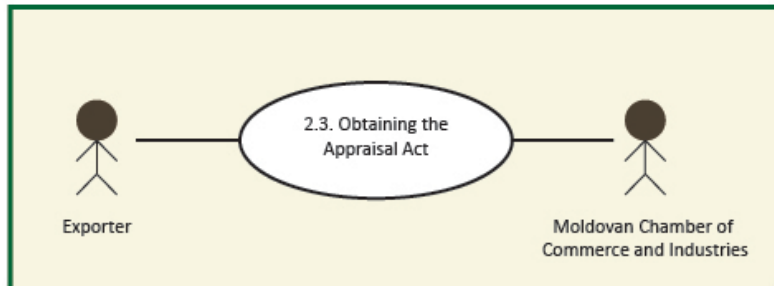 2.3. Obtaining the
Appraisal Act
Exporter
Moldovan Chamber of
Commerce and Industries